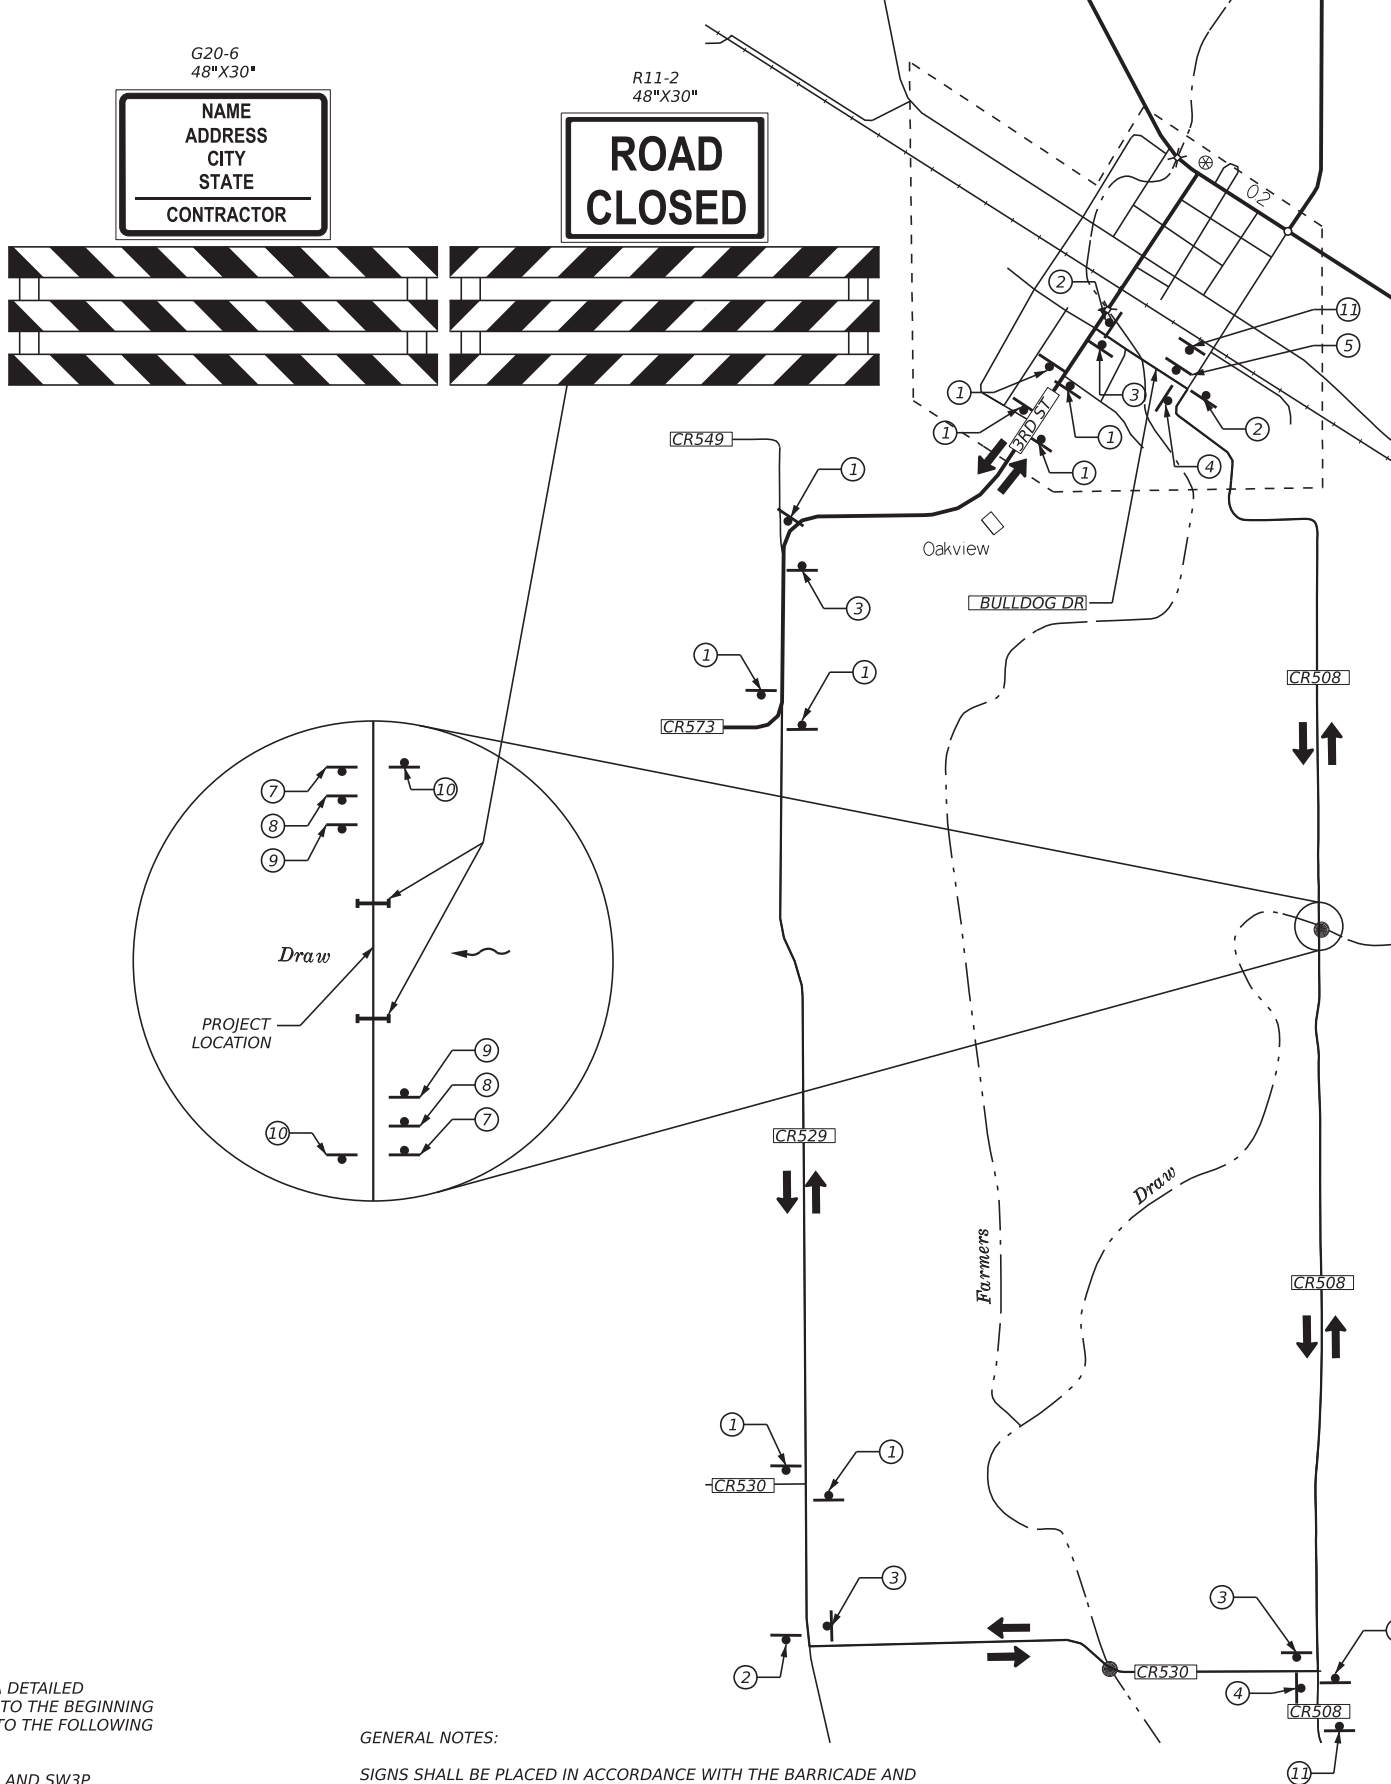 G20-6
48"X30"
NAME
ADDRESS
CITY
STATE
CONTRACTOR
R11-2
48"X30"
ROAD
CLOSED
02
2
11
5
1
3
1
3RD ST
1
2
4
1
CR549
1
Oakview
BULLDOG DR
3
1
1
CR573
CR508
7
10
8
9
Draw
PROJECT
LOCATION
9
8
7
10
CR529
Draw
Farmers
CR508
1
1
CR530
3
3
2
CR530
4
CR508
11
A DETAILED
TO THE BEGINNING
TO THE FOLLOWING
AND SW3P
GENERAL NOTES:
SIGNS SHALL BE PLACED IN ACCORDANCE WITH THE BARRICADE AND